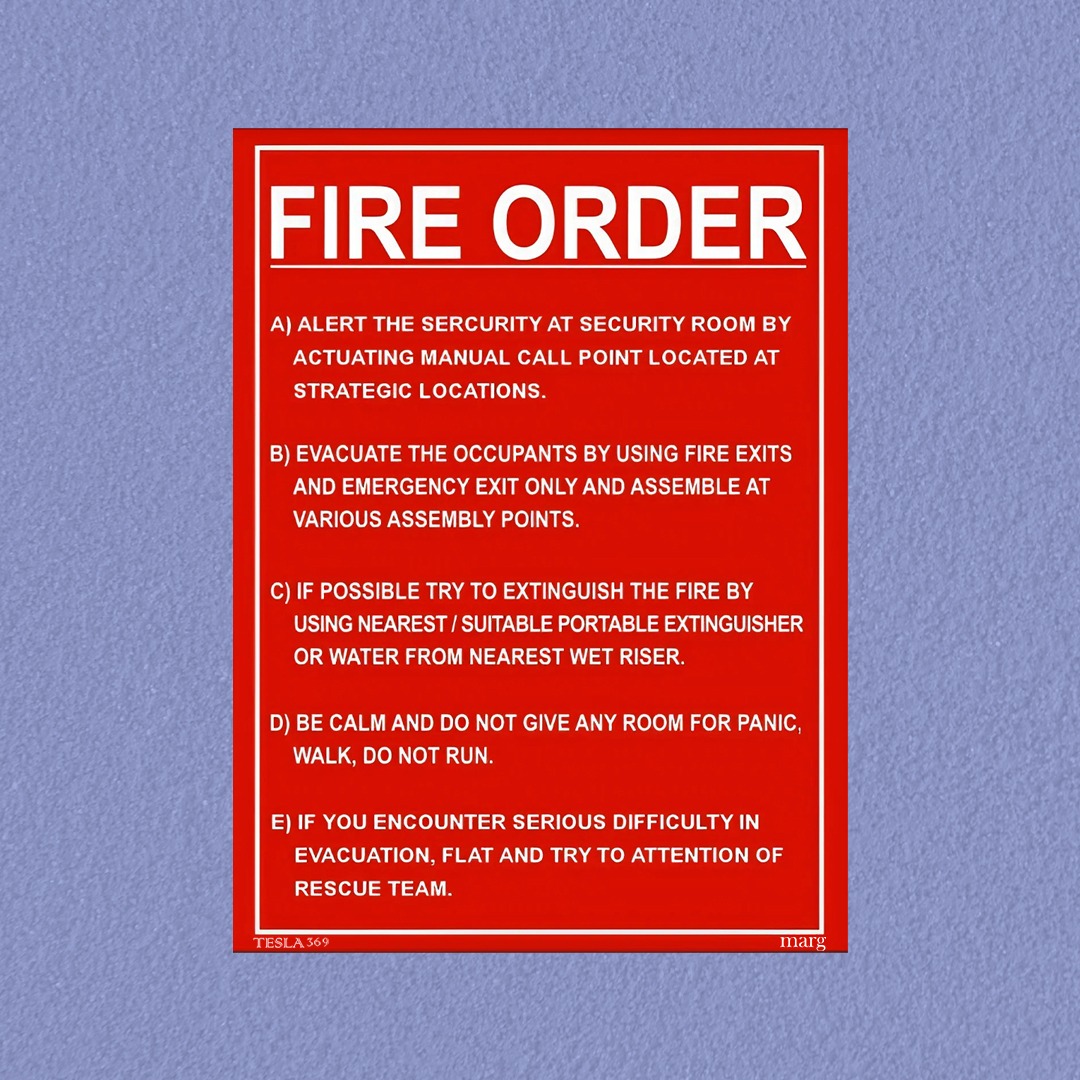 FIRE ORDER
A) ALERT THE SERCURITY AT SECURITY ROOM BY
ACTUATING MANUAL CALL POINT LOCATED AT
STRATEGIC LOCATIONS.
B) EVACUATE THE OCCUPANTS BY USING FIRE EXITS
AND EMERGENCY EXIT ONLY AND ASSEMBLE AT
VARIOUS ASSEMBLY POINTS.
C) IF POSSIBLE TRY TO EXTINGUISH THE FIRE BY
USING NEAREST / SUITABLE PORTABLE EXTINGUISHER
OR WATER FROM NEAREST WET RISER.
D) BE CALM AND DO NOT GIVE ANY ROOM FOR PANIC,
WALK, DO NOT RUN.
E) IF YOU ENCOUNTER SERIOUS DIFFICULTY IN
EVACUATION, FLAT AND TRY TO ATTENTION OF
RESCUE TEAM.
TESLA 369
marg